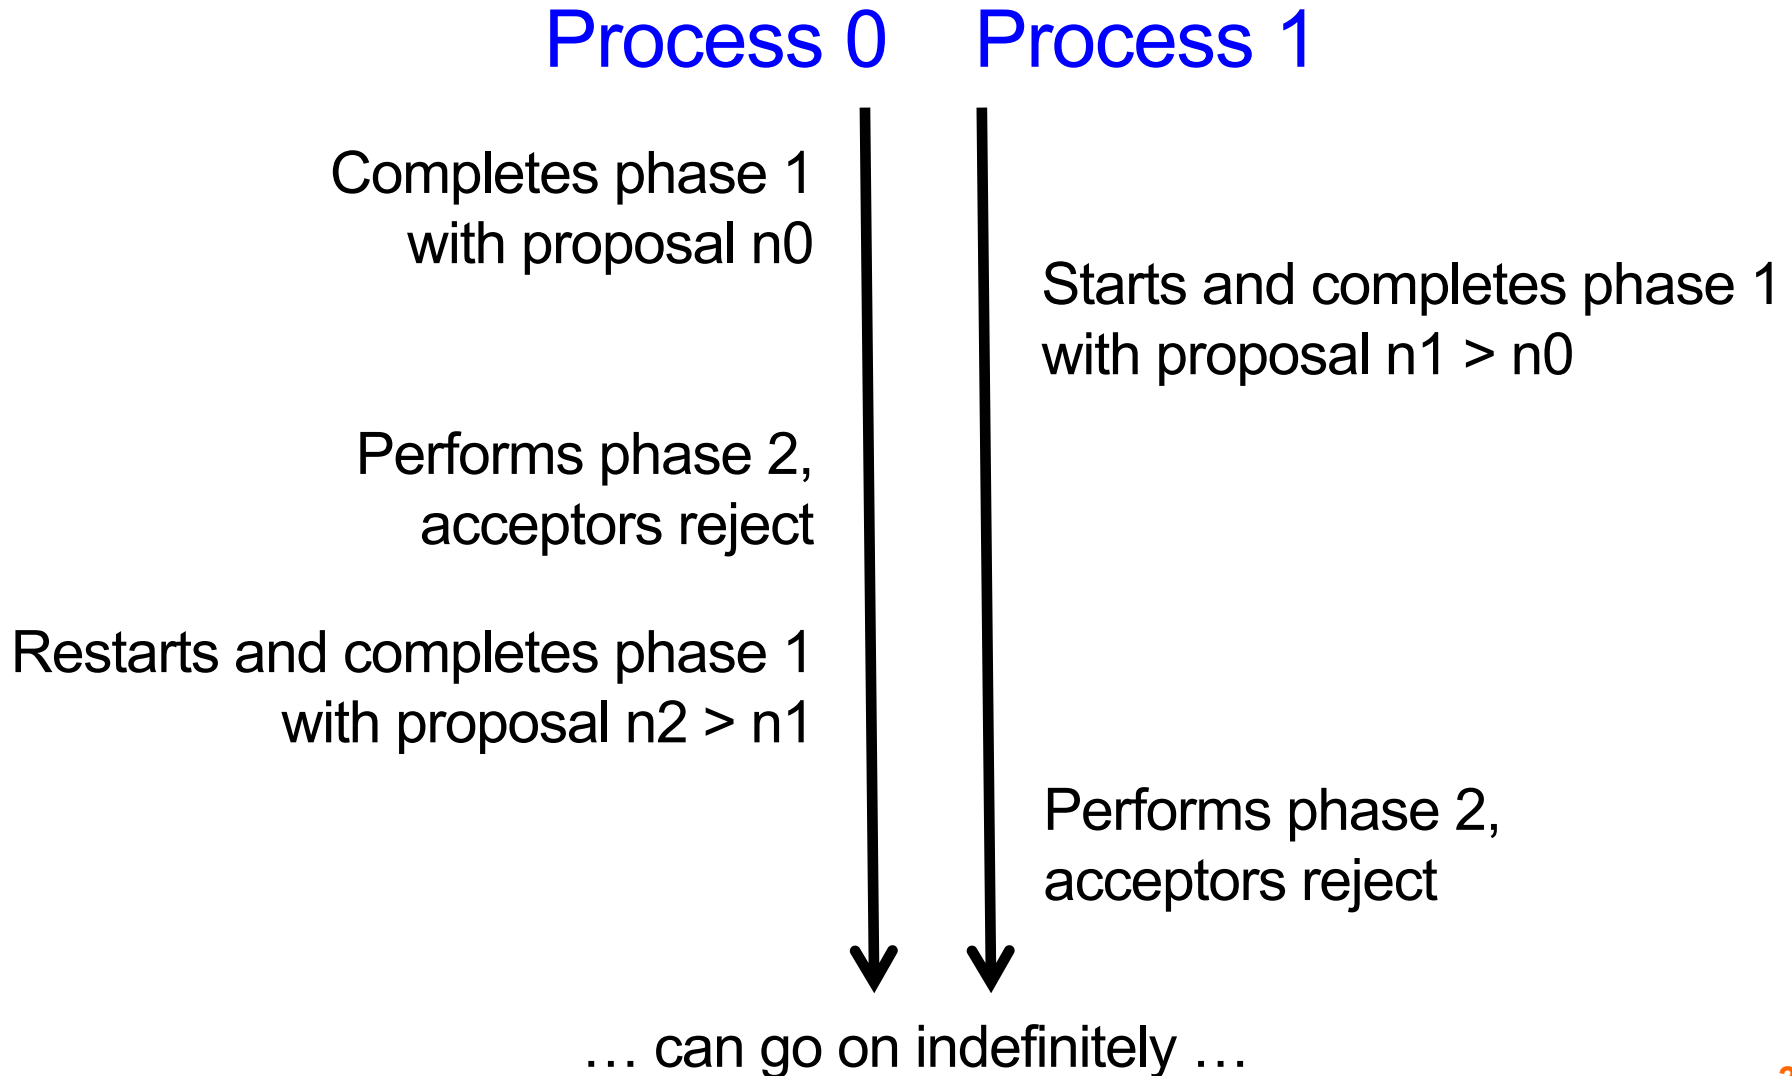 Process 0 Process 1
Completes phase 1
with proposal n0
Starts and completes phase 1
with proposal n1 > n0
Performs phase 2,
acceptors reject
Restarts and completes phase 1
with proposal n2 > n1
Performs phase 2,
acceptors reject
… can go on indefinitely …